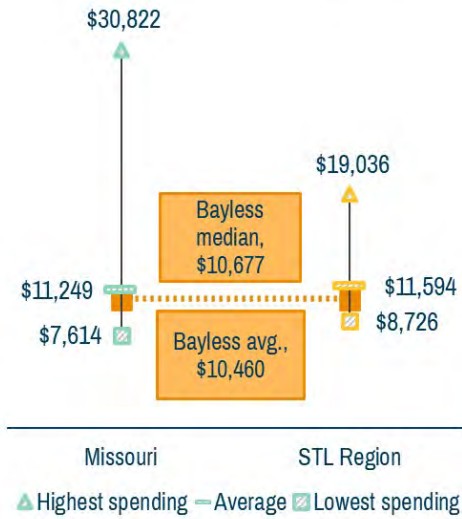 $30,822
$19,036
Bayless
median,
$10,677
$11,249
$11,594
$7,614
$8,726
Bayless avg.,
$10,460
Missouri
STL Region
Highest spending
Average
Lowest spending